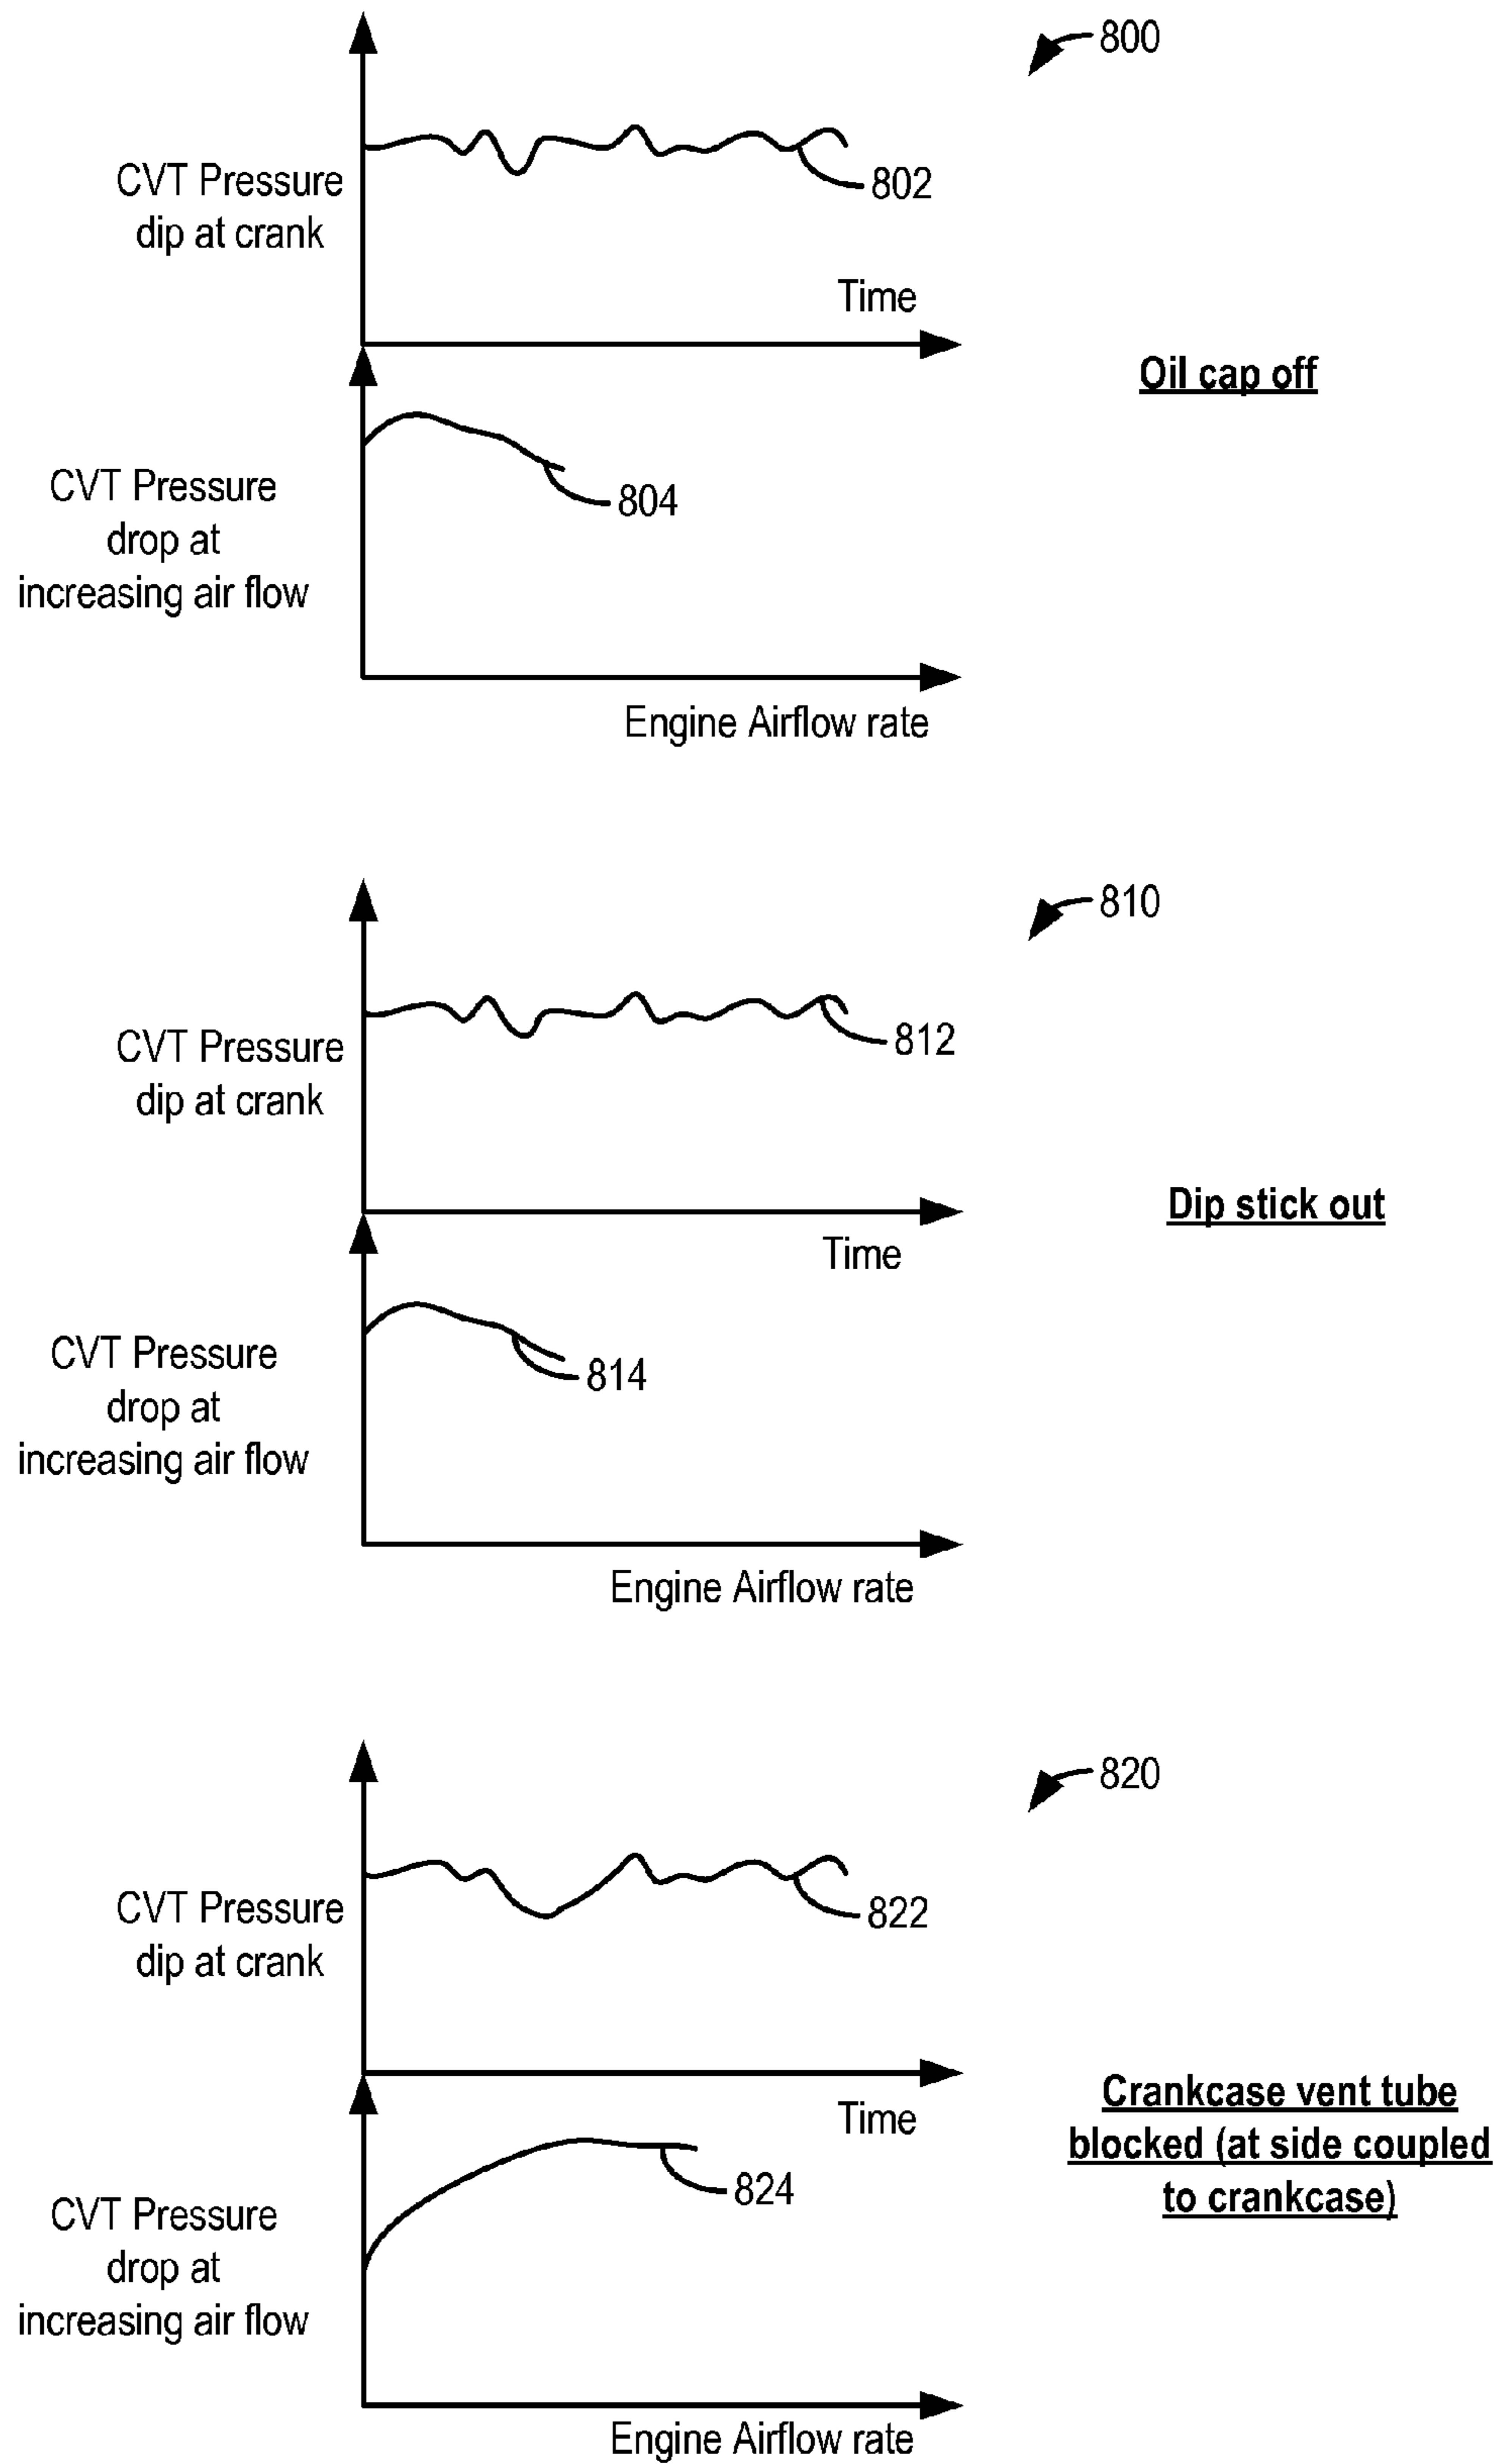 800
CVT Pressure
dip at crank
802
Time
Oil cap off
CVT Pressure
drop at
increasing air flow
804
Engine Airflow rate
810
CVT Pressure
dip at crank
812
Dip stick out
Time
CVT Pressure
drop at
increasing air flow
814
Engine Airflow rate
820
CVT Pressure
dip at crank
822
Time
Crankcase vent tube
blocked (at side coupled
to crankcase)
824
CVT Pressure
drop at
increasing air flow
Engine Airflow rate